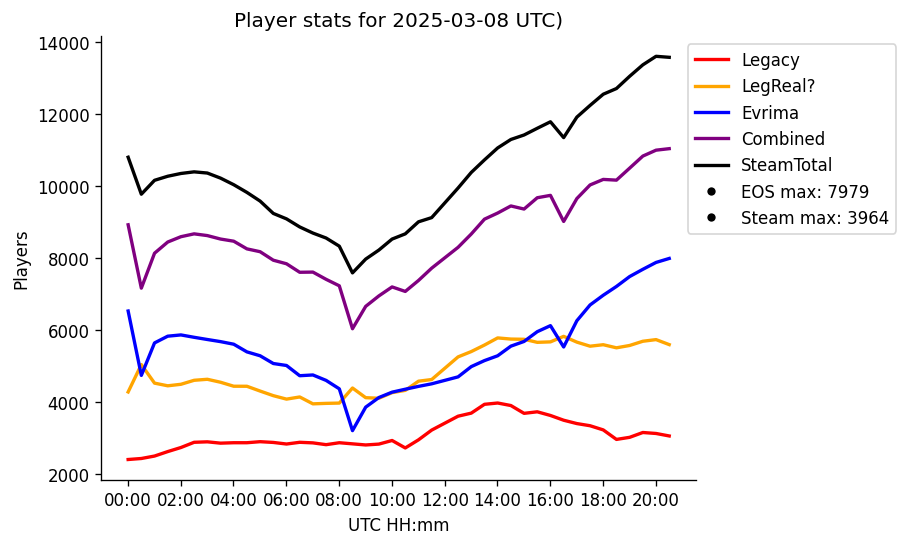 Player stats for 2025-03-08 UTC)
14000
12000
10000
8000
6000
4000
2000
Players
00:00 02:00 04:00 06:00 08:00 10:00 12:00 14:00 16:00 18:00 20:00
UTC HH:mm
Legacy
LegReal?
Evrima
Combined
SteamTotal
EOS max: 7979
Steam max: 3964